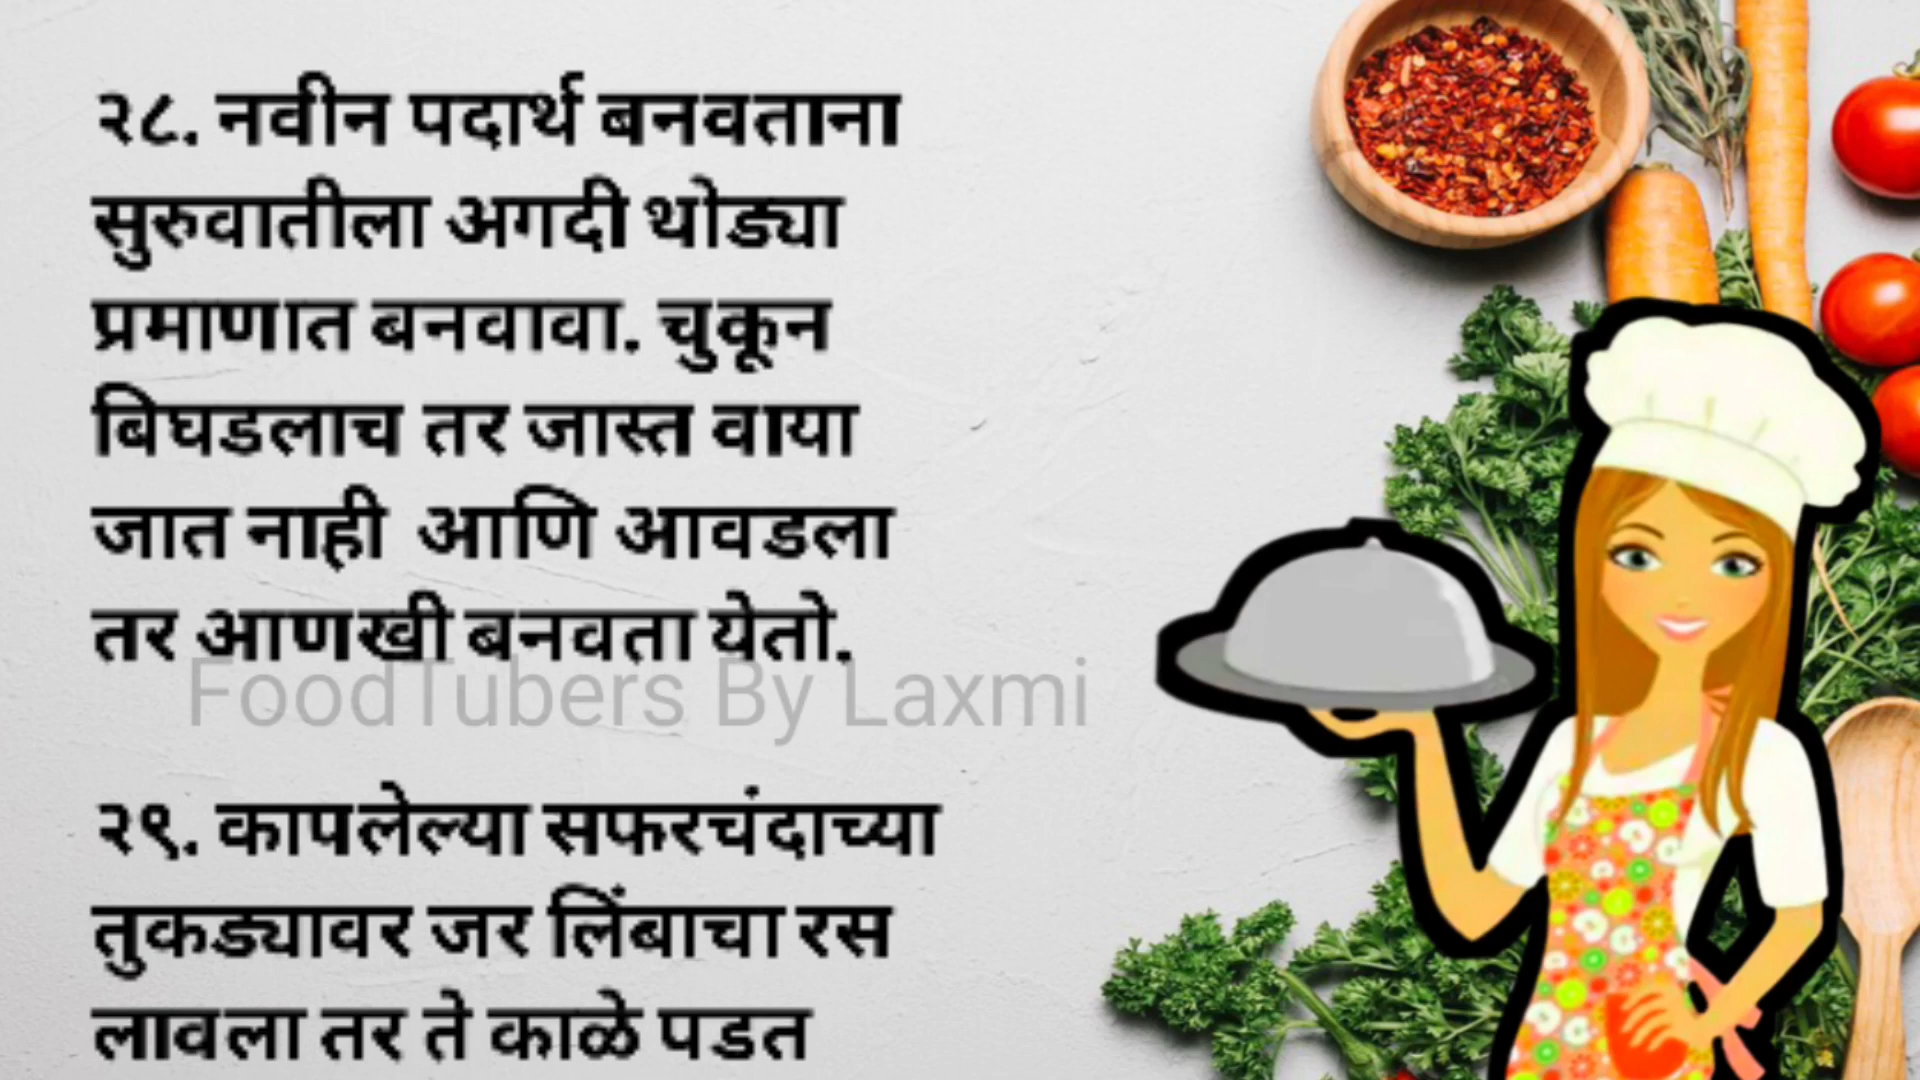 २८. नवीन पदार्थ बनवताना
सुरुवातीला अगदी थोड्या
प्रमाणात बनवावा. चुकून
बिघडलाच तर जास्त वाया
जात नाही आणि आवडला
तर आणखी बनवता येतो.
FoodTubers By Laxmi
२९. कापलेल्या सफरचंदाच्या
तुकड्यावर जर लिंबाचा रस
लावला तर ते काळे पडत